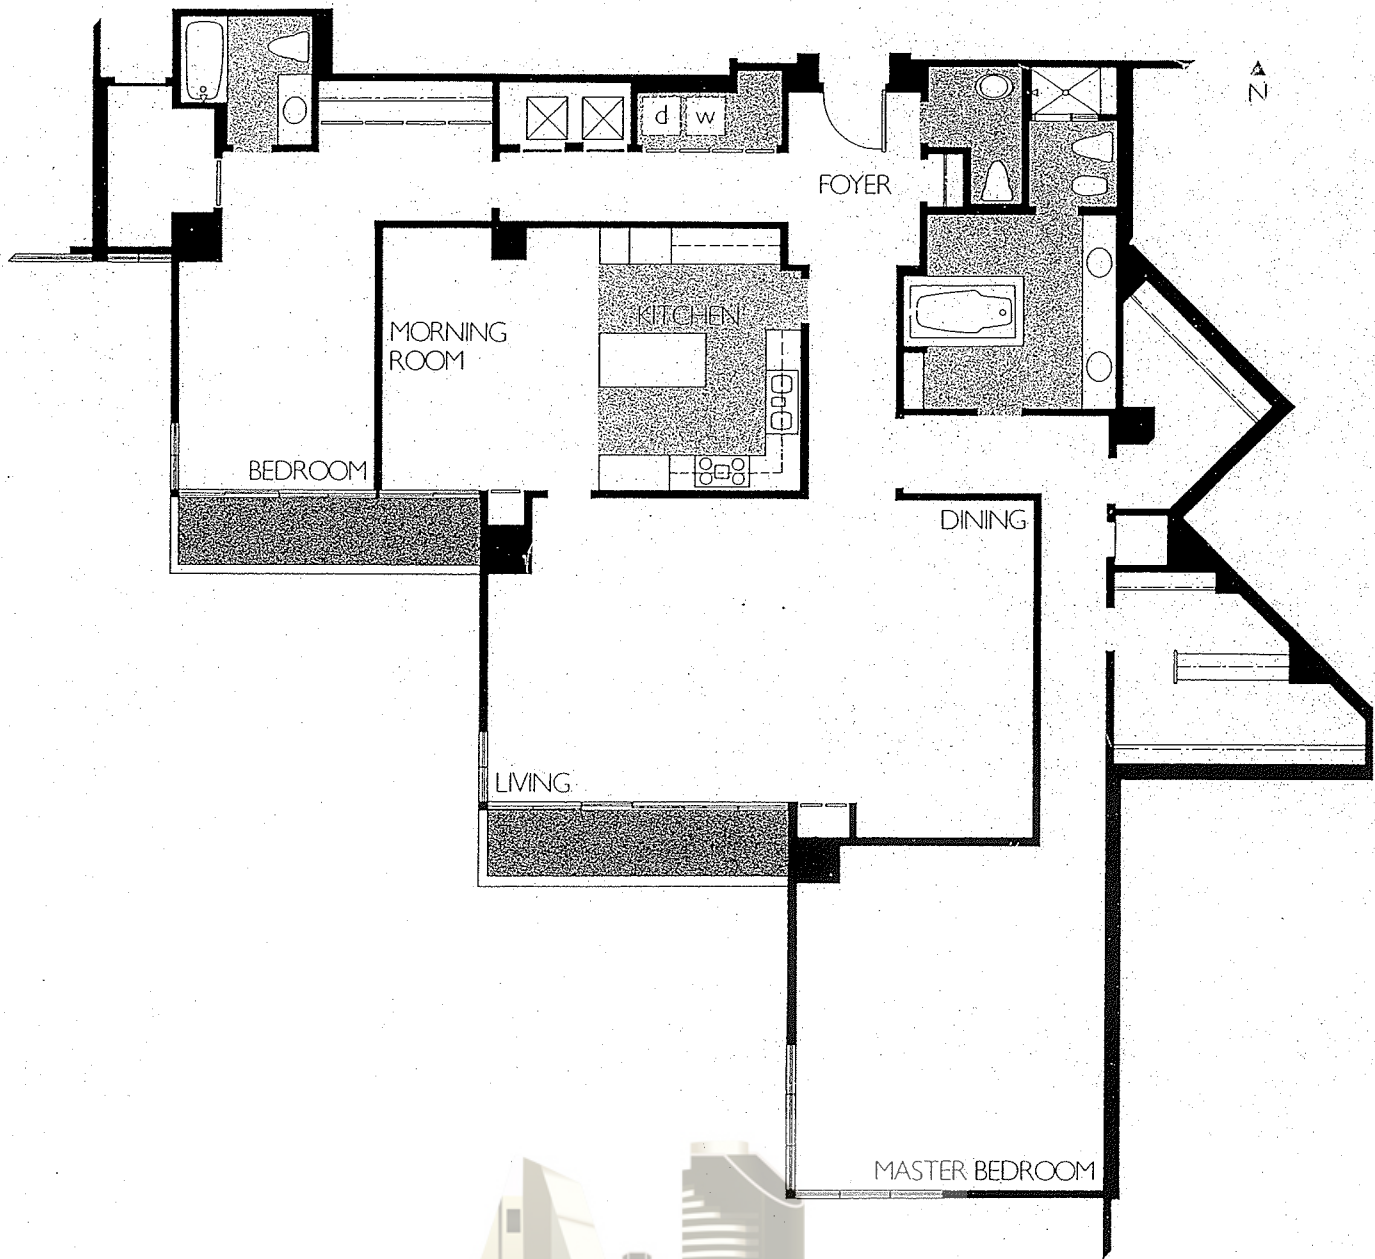 N
d w
FOYER
KITCHEN
MORNING
ROOM
BEDROOM
DINING
LIVING
MASTER BEDROOM